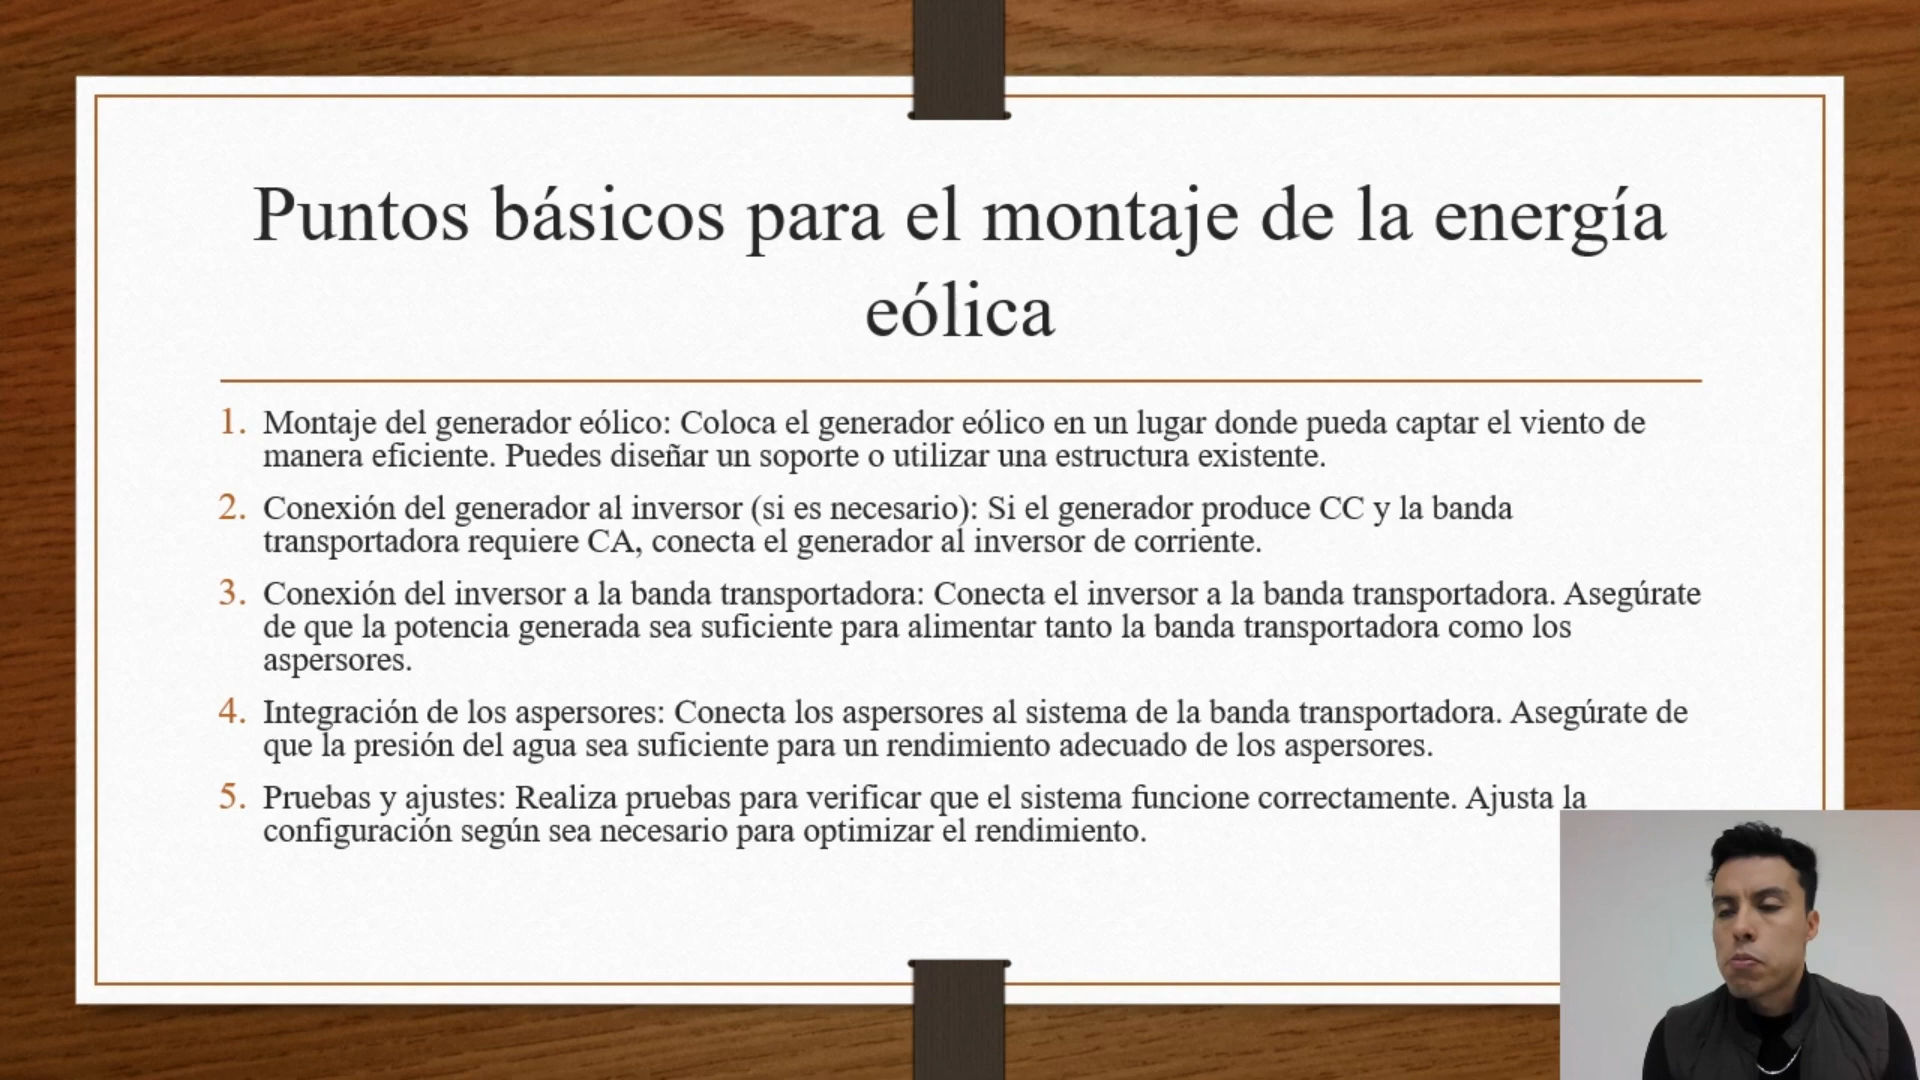 Puntos básicos para el montaje de la energía
eólica
1. Montaje del generador eólico: Coloca el generador eólico en un lugar donde pueda captar el viento de
manera eficiente. Puedes diseñar un soporte o utilizar una estructura existente.
2. Conexión del generador al inversor (si es necesario): Si el generador produce CC y la banda
transportadora requiere CA, conecta el generador al inversor de corriente.
3. Conexión del inversor a la banda transportadora: Conecta el inversor a la banda transportadora. Asegúrate
de que la potencia generada sea suficiente para alimentar tanto la banda transportadora como los
aspersores.
4. Integración de los aspersores: Conecta los aspersores al sistema de la banda transportadora. Asegúrate de
que la presión del agua sea suficiente para un rendimiento adecuado de los aspersores.
5. Pruebas y ajustes: Realiza pruebas para verificar que el sistema funcione correctamente. Ajusta la
configuración según sea necesario para optimizar el rendimiento.